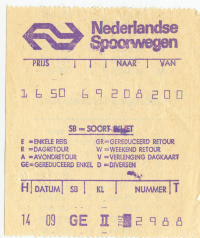 Nederlandse
Spoorwegen
PRIJS NAAR VAN
1650 69208200
SB = SOORT BILJET
E =ENKELE REIS GR=GEREDUCEERD RETOUR
R =DAGRETOUR W =WEEKEND RETOUR
A =AVONDRETOUR V =VERLENGING DAGKAART
GE=GEREDUCEERD ENKEL D =DIVERSEN
H DATUM SB KL NUMMER T
14 09 GE II 2988